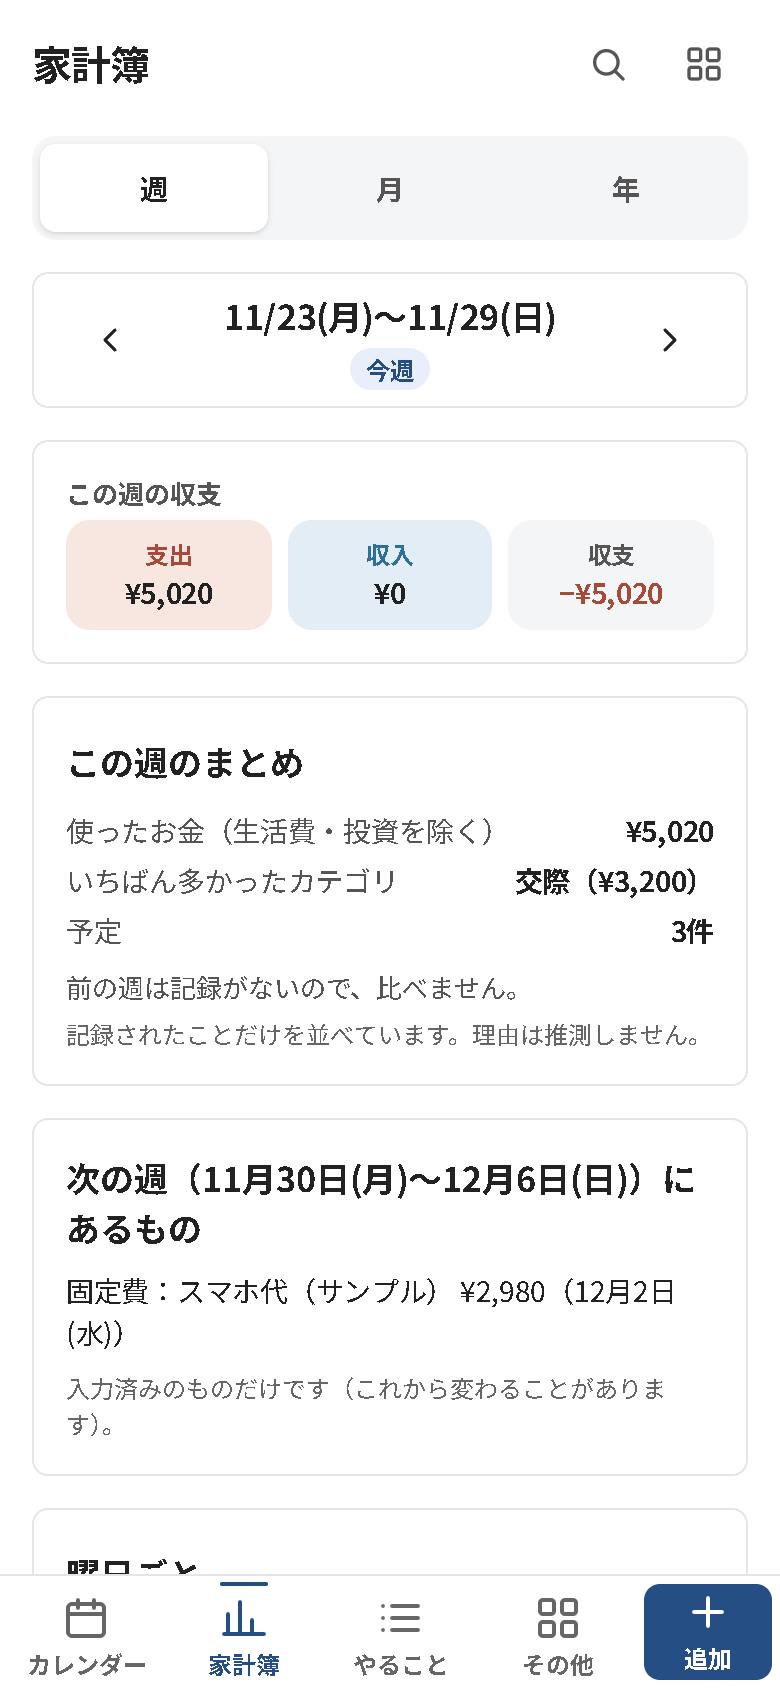 家計簿
週
月
年
11/23(月)〜11/29(日)
今週
この週の収支
支出
¥5,020
収入
¥0
収支
−¥5,020
この週のまとめ
使ったお金（生活費・投資を除く） ¥5,020
いちばん多かったカテゴリ 交際（¥3,200）
予定 3件
前の週は記録がないので、比べません。
記録されたことだけを並べています。理由は推測しません。
次の週（11月30日(月)〜12月6日(日)）に
あるもの
固定費：スマホ代（サンプル） ¥2,980（12月2日
(水)）
入力済みのものだけです（これから変わることがありま
す）。
曜日ごと
カレンダー
家計簿
やること
その他
追加